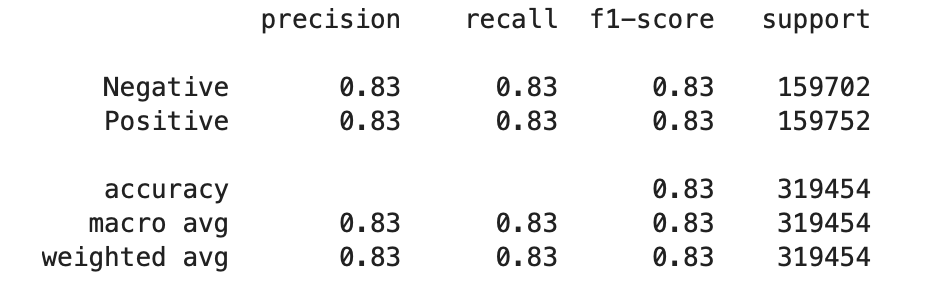 precision recall f1-score support
Negative 0.83 0.83 0.83 159702
Positive 0.83 0.83 0.83 159752
accuracy 0.83 319454
macro avg 0.83 0.83 0.83 319454
weighted avg 0.83 0.83 0.83 319454